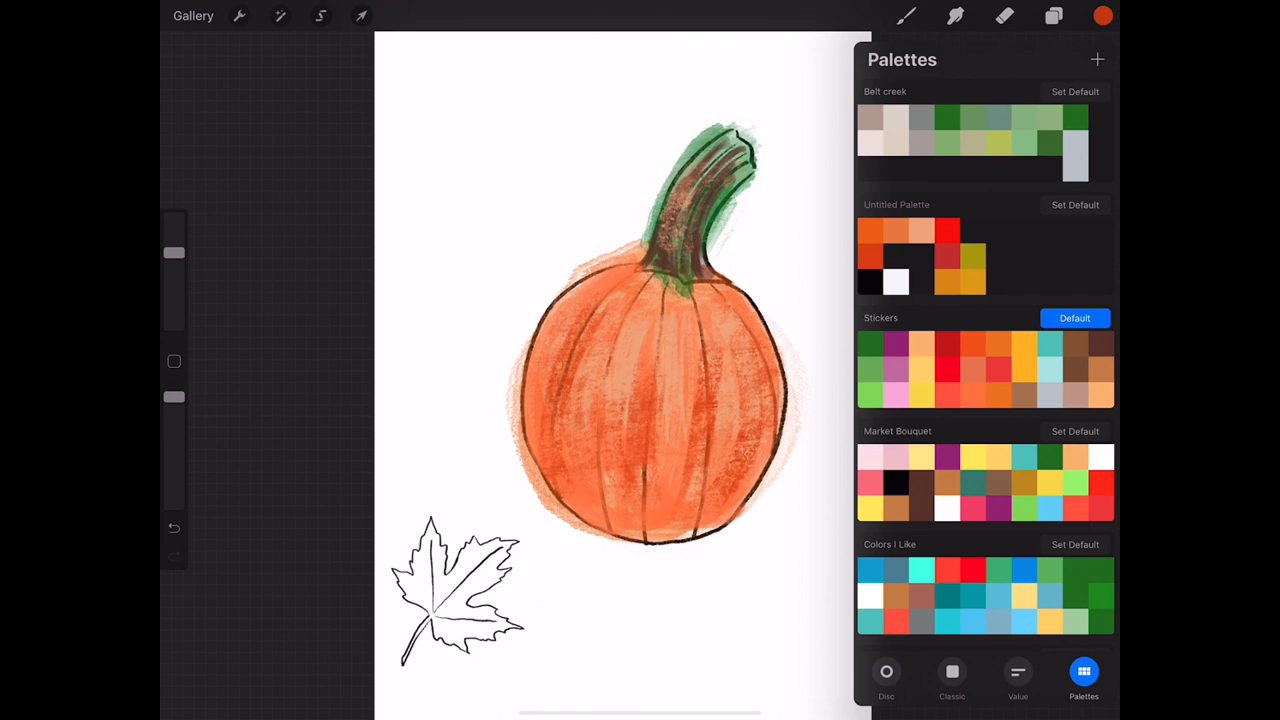 Gallery
Palettes
Belt creek
Set Default
Untitled Palette
Set Default
Stickers
Default
Market Bouquet
Set Default
Colors I Like
Set Default
Disc
Classic
Value
Palettes